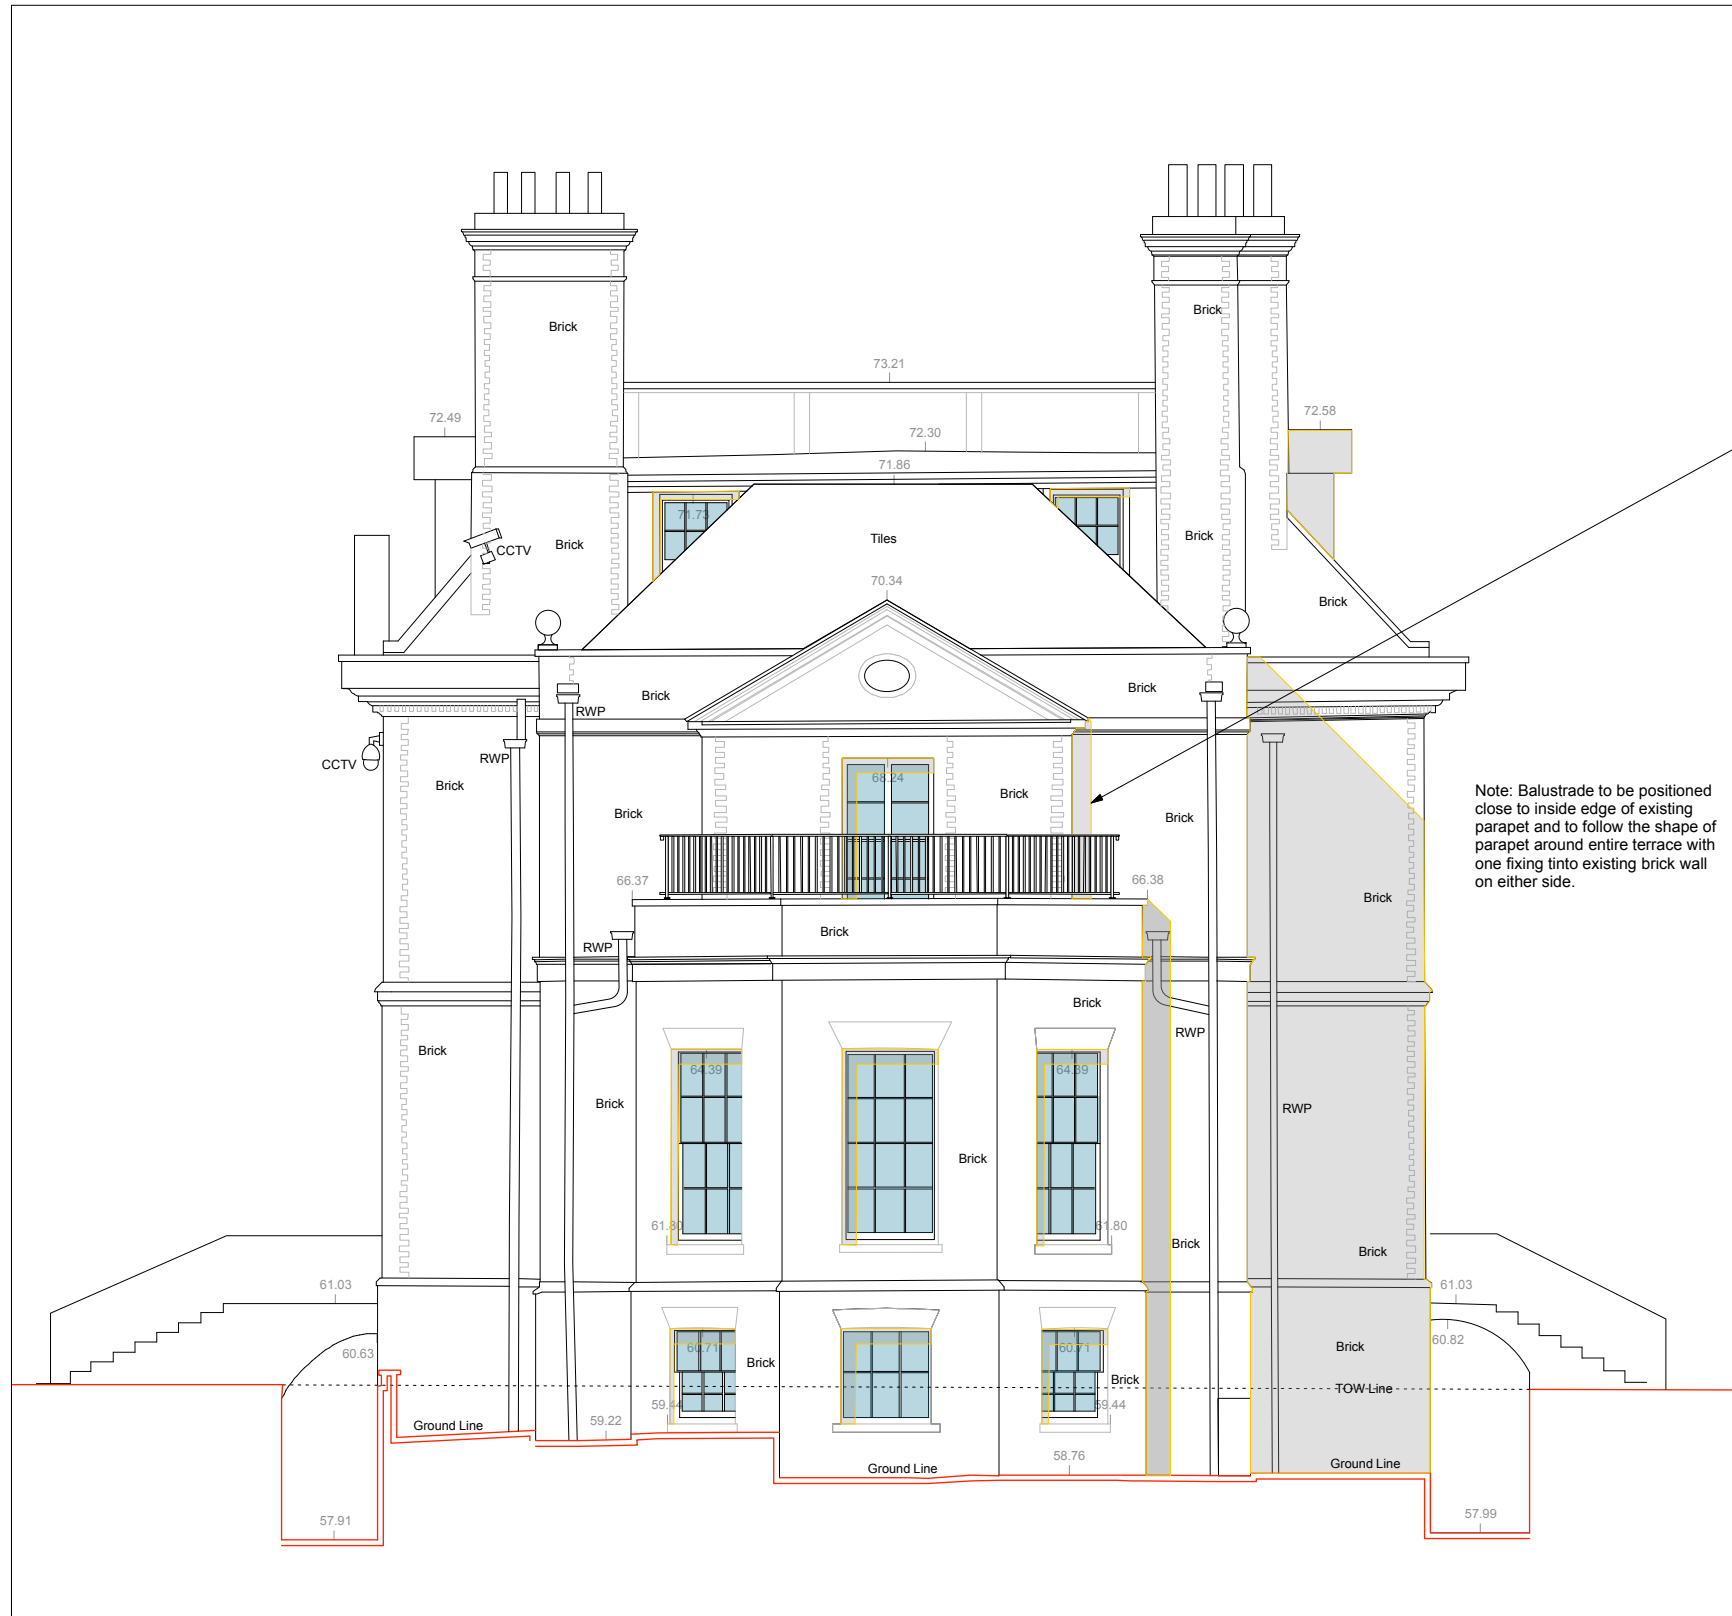 Brick
Brick
73.21
72.49
72.58
72.30
71.86
71.73
Tiles
Brick
CCTV
Brick
70.34
Brick
Brick
Brick
RWP
RWP
CCTV
68.24
Brick
Brick
Brick
Brick
Note: Balustrade to be positioned
close to inside edge of existing
parapet and to follow the shape of
parapet around entire terrace with
one fixing tinto existing brick wall
on either side.
66.37
66.38
Brick
Brick
RWP
Brick
RWP
Brick
64.39
64.39
Brick
RWP
Brick
61.80
61.80
Brick
Brick
61.03
61.03
60.63
60.71
60.71
60.82
Brick
Brick
Brick
TOW Line
59.44
59.44
Ground Line
59.22
58.76
Ground Line
Ground Line
57.91
57.99